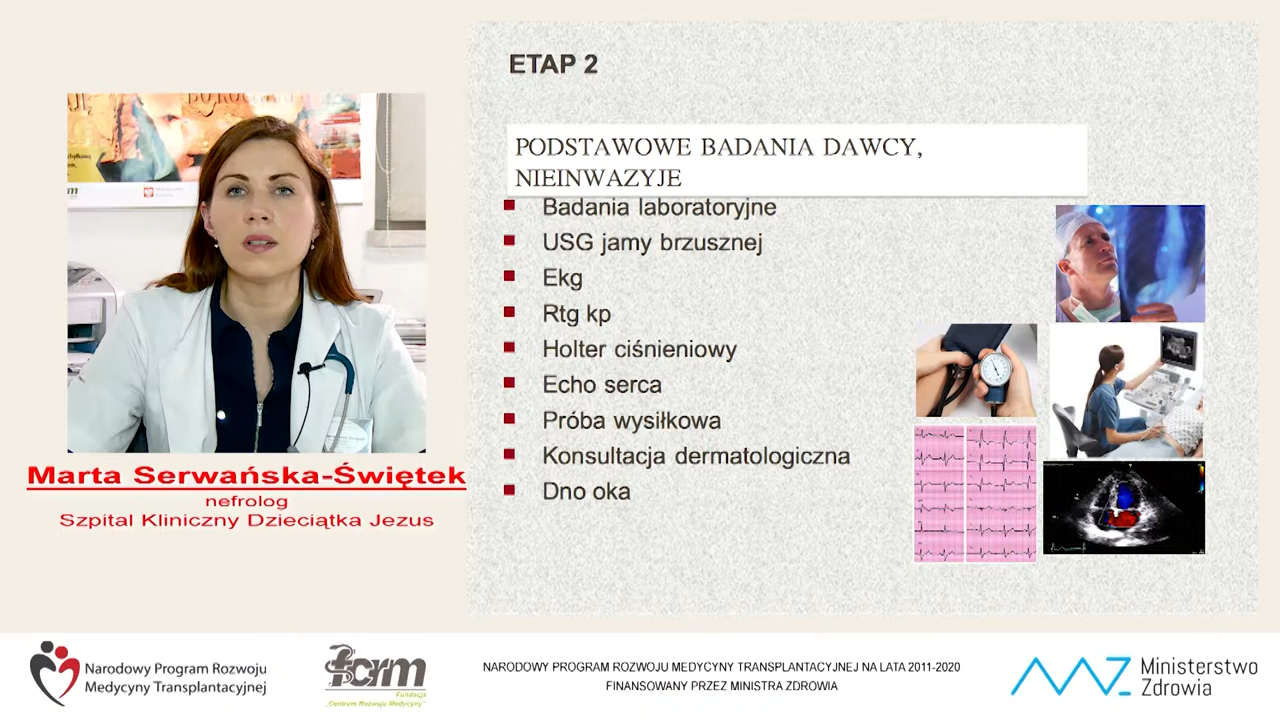 ETAP 2
PODSTAWOWE BADANIA DAWCY,
NIEINWAZYJE
Badania laboratoryjne
USG jamy brzusznej
Ekg
Rtg kp
Holter ciśnieniowy
Echo serca
Próba wysiłkowa
Konsultacja dermatologiczna
Dno oka
Marta Serwańska-Świętek
nefrolog
Szpital Kliniczny Dzieciątka Jezus
Narodowy Program Rozwoju
Medycyny Transplantacyjnej
fcrm
Fundacja
„Centrum Rozwoju Medycyny”
NARODOWY PROGRAM ROZWOJU MEDYCYNY TRANSPLANTACYJNEJ NA LATA 2011-2020
FINANSOWANY PRZEZ MINISTRA ZDROWIA
Ministerstwo
Zdrowia